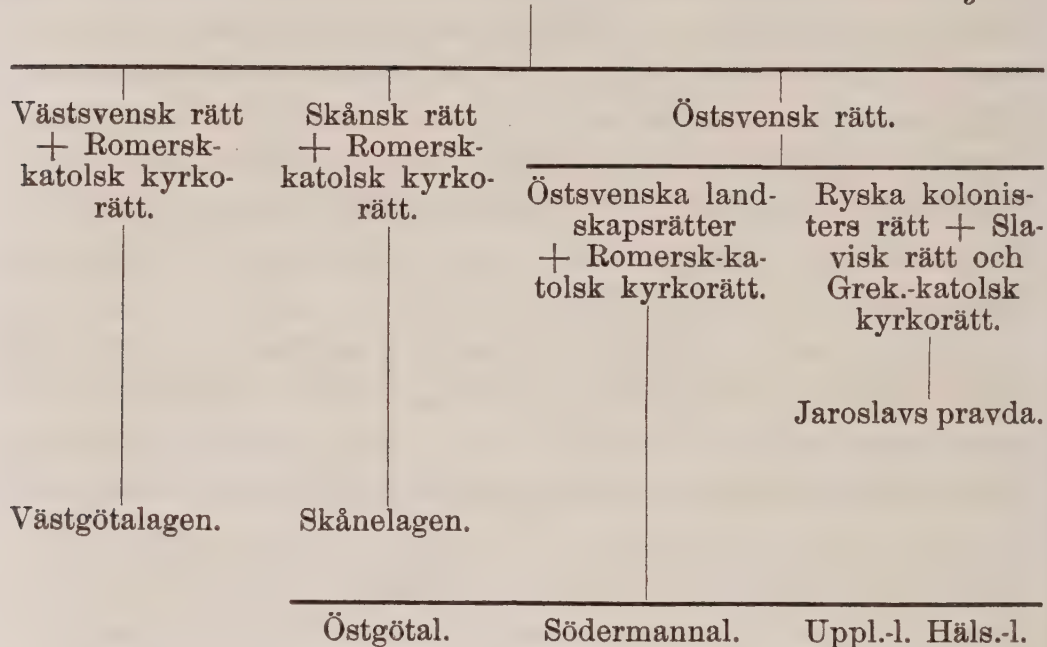 Västsvensk rätt
+ Romersk-
katolsk kyrko-
rätt.
Skånsk rätt
+ Romersk-
katolsk kyrko-
rätt.
Östsvensk rätt.
Östsvenska land-
skapsrätter
+ Romersk-ka-
tolsk kyrkorätt.
Ryska kolonis-
ters rätt + Sla-
visk rätt och
Grek.-katolsk
kyrkorätt.
Jaroslavs pravda.
Västgötalagen.
Skånelagen.
Östgötal.
Södermannal.
Uppl.-l. Häls.-l.